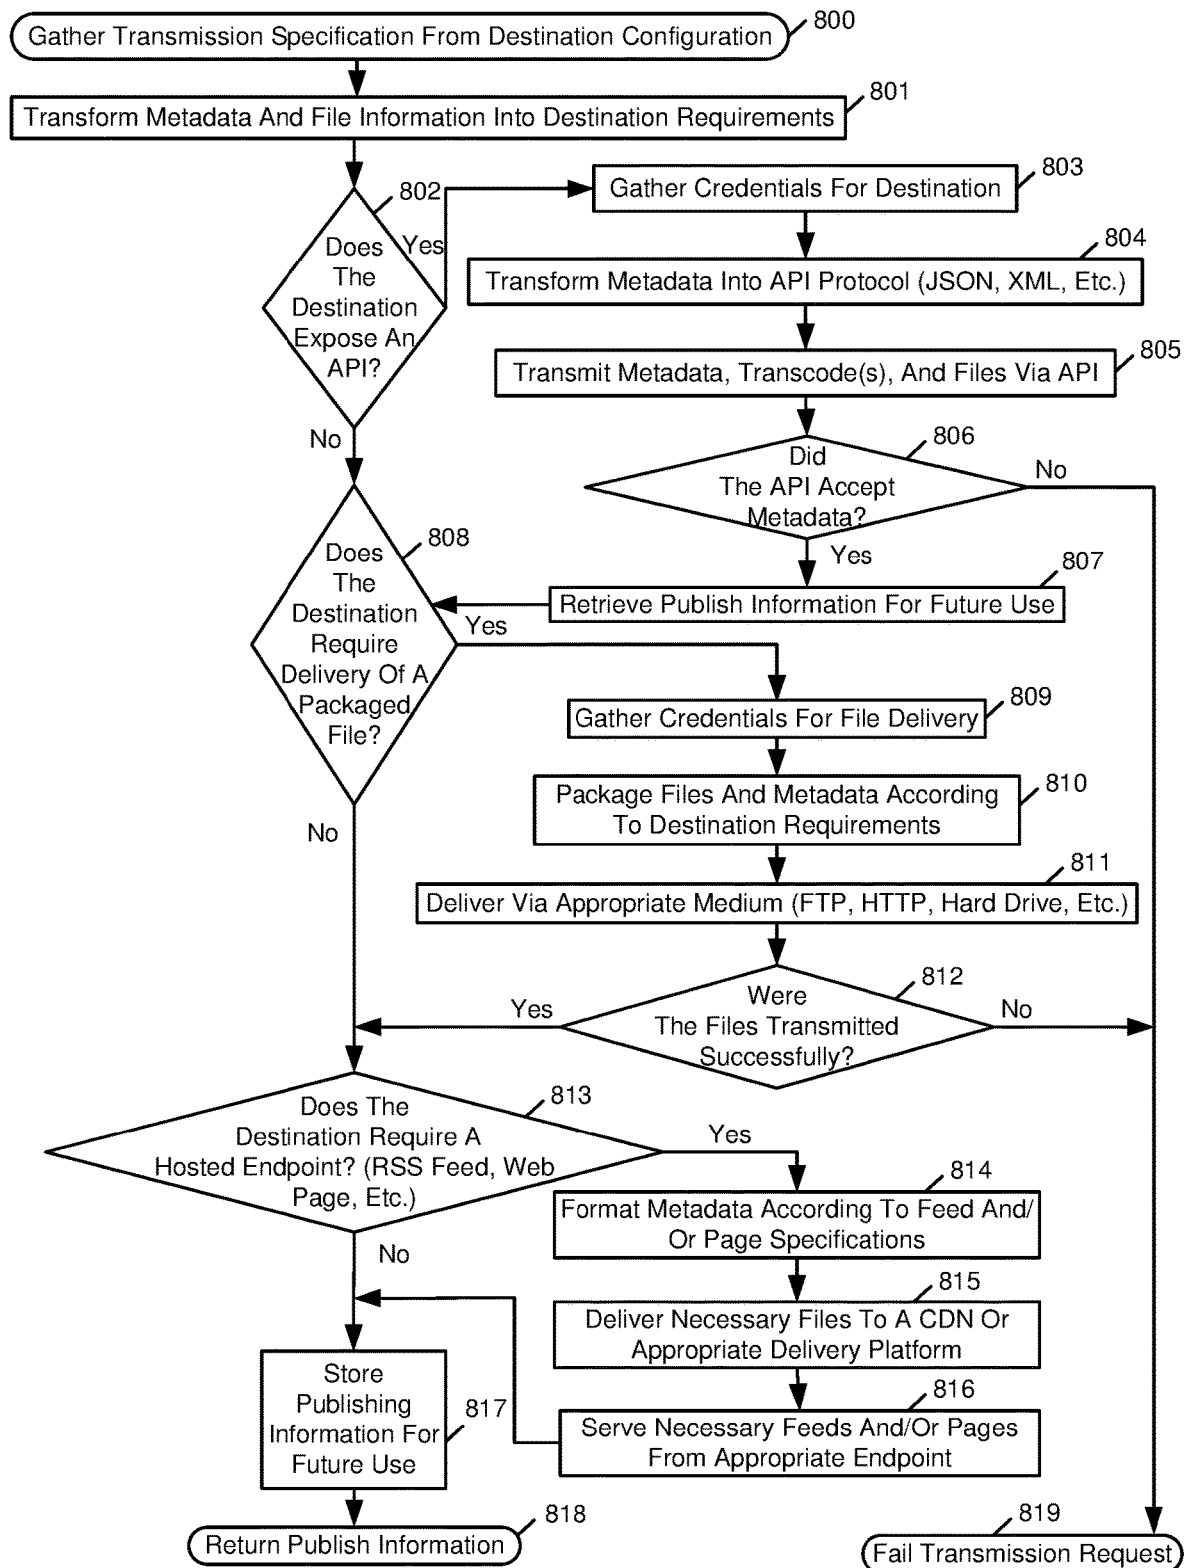 Gather Transmission Specification From Destination Configuration
800
Transform Metadata And File Information Into Destination Requirements
801
802
Does
The
Destination
Expose An
API?
Yes
No
Gather Credentials For Destination
803
804
Transform Metadata Into API Protocol (JSON, XML, Etc.)
Transmit Metadata, Transcode(s), And Files Via API
805
806
Did
The API Accept
Metadata?
No
Yes
807
Retrieve Publish Information For Future Use
808
Does
The
Destination
Require
Delivery Of A
Packaged
File?
Yes
No
Gather Credentials For File Delivery
809
Package Files And Metadata According
To Destination Requirements
810
811
Deliver Via Appropriate Medium (FTP, HTTP, Hard Drive, Etc.)
812
Were
The Files Transmitted
Successfully?
Yes
No
813
Does The
Destination Require A
Hosted Endpoint? (RSS Feed, Web
Page, Etc.)
Yes
No
814
Format Metadata According To Feed And/
Or Page Specifications
815
Deliver Necessary Files To A CDN Or
Appropriate Delivery Platform
816
Serve Necessary Feeds And/Or Pages
From Appropriate Endpoint
Store
Publishing
Information For
Future Use
817
Return Publish Information
818
819
Fail Transmission Request